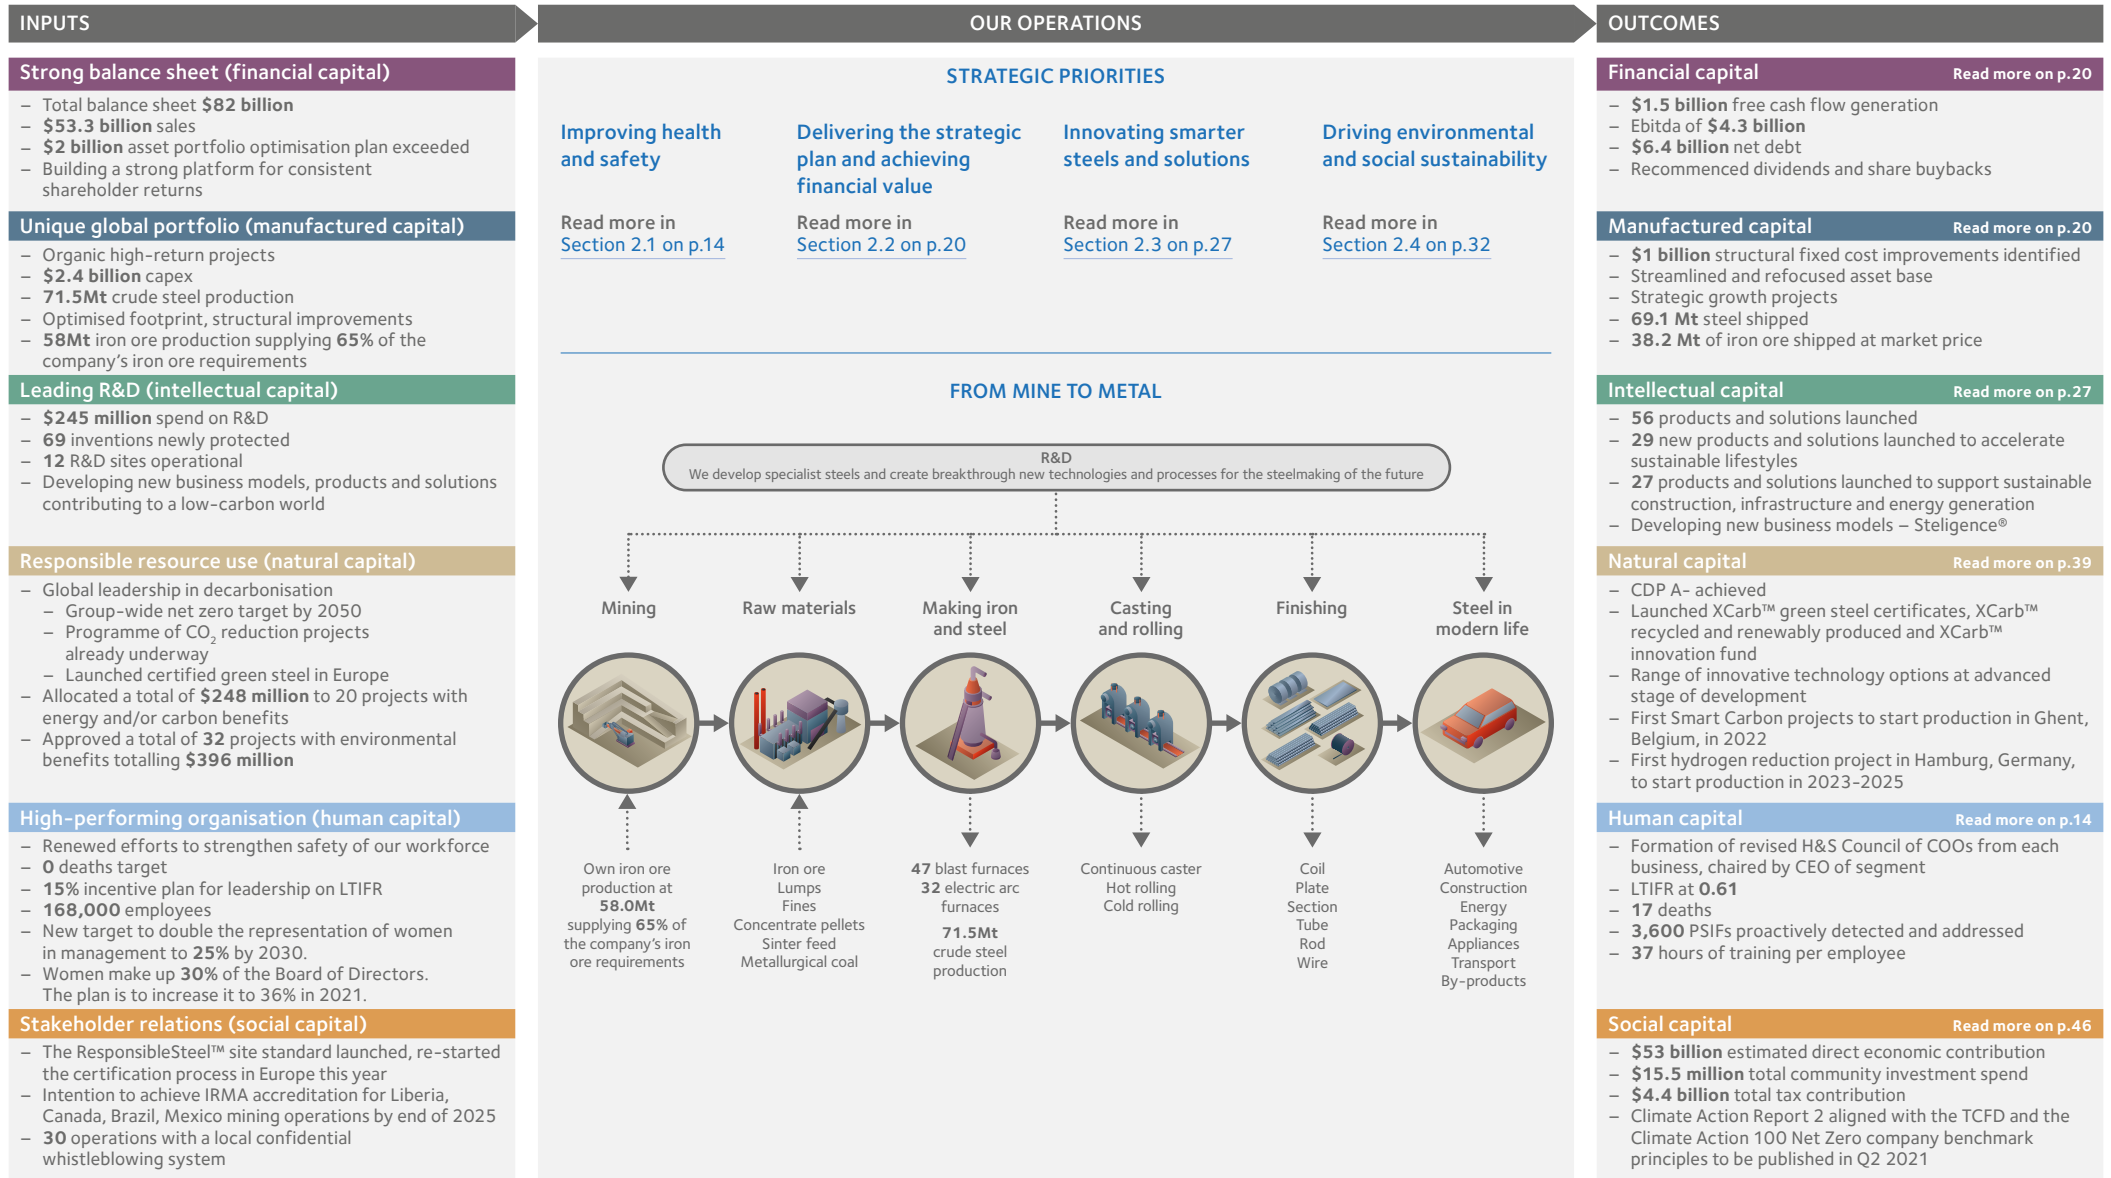 INPUTS
Strong balance sheet (financial capital)
– Total balance sheet $82 billion
– $53.3 billion sales
– $2 billion asset portfolio optimisation plan exceeded
– Building a strong platform for consistent
shareholder returns
Unique global portfolio (manufactured capital)
– Organic high-return projects
– $2.4 billion capex
– 71.5Mt crude steel production
– Optimised footprint, structural improvements
– 58Mt iron ore production supplying 65% of the
company's iron ore requirements
Leading R&D (intellectual capital)
– $245 million spend on R&D
– 69 inventions newly protected
– 12 R&D sites operational
– Developing new business models, products and solutions
contributing to a low-carbon world
Responsible resource use (natural capital)
– Global leadership in decarbonisation
– Group-wide net zero target by 2050
– Programme of CO2 reduction projects
already underway
– Launched certified green steel in Europe
– Allocated a total of $248 million to 20 projects with
energy and/or carbon benefits
– Approved a total of 32 projects with environmental
benefits totalling $396 million
High-performing organisation (human capital)
– Renewed efforts to strengthen safety of our workforce
– 0 deaths target
– 15% incentive plan for leadership on LTIFR
– 168,000 employees
– New target to double the representation of women
in management to 25% by 2030.
– Women make up 30% of the Board of Directors.
The plan is to increase it to 36% in 2021.
Stakeholder relations (social capital)
– The ResponsibleSteel™ site standard launched, re-started
the certification process in Europe this year
– Intention to achieve IRMA accreditation for Liberia,
Canada, Brazil, Mexico mining operations by end of 2025
– 30 operations with a local confidential
whistleblowing system
OUR OPERATIONS
STRATEGIC PRIORITIES
Improving health
and safety
Read more in
Section 2.1 on p.14
Delivering the strategic
plan and achieving
financial value
Read more in
Section 2.2 on p.20
Innovating smarter
steels and solutions
Read more in
Section 2.3 on p.27
Driving environmental
and social sustainability
Read more in
Section 2.4 on p.32
FROM MINE TO METAL
R&D
We develop specialist steels and create breakthrough new technologies and processes for the steelmaking of the future
Mining
Own iron ore
production at
58.0Mt
supplying 65% of
the company's iron
ore requirements
Raw materials
Iron ore
Lumps
Fines
Concentrate pellets
Sinter feed
Metallurgical coal
Making iron
and steel
47 blast furnaces
32 electric arc
furnaces
71.5Mt
crude steel
production
Casting
and rolling
Continuous caster
Hot rolling
Cold rolling
Finishing
Coil
Plate
Section
Tube
Rod
Wire
Steel in
modern life
Automotive
Construction
Energy
Packaging
Appliances
Transport
By-products
OUTCOMES
Financial capital Read more on p.20
– $1.5 billion free cash flow generation
– Ebitda of $4.3 billion
– $6.4 billion net debt
– Recommenced dividends and share buybacks
Manufactured capital Read more on p.20
– $1 billion structural fixed cost improvements identified
– Streamlined and refocused asset base
– Strategic growth projects
– 69.1 Mt steel shipped
– 38.2 Mt of iron ore shipped at market price
Intellectual capital Read more on p.27
– 56 products and solutions launched
– 29 new products and solutions launched to accelerate
sustainable lifestyles
– 27 products and solutions launched to support sustainable
construction, infrastructure and energy generation
– Developing new business models – Steligence®
Natural capital Read more on p.39
– CDP A- achieved
– Launched XCarb™ green steel certificates, XCarb™
recycled and renewably produced and XCarb™
innovation fund
– Range of innovative technology options at advanced
stage of development
– First Smart Carbon projects to start production in Ghent,
Belgium, in 2022
– First hydrogen reduction project in Hamburg, Germany,
to start production in 2023-2025
Human capital Read more on p.14
– Formation of revised H&S Council of COOs from each
business, chaired by CEO of segment
– LTIFR at 0.61
– 17 deaths
– 3,600 PSIFs proactively detected and addressed
– 37 hours of training per employee
Social capital Read more on p.46
– $53 billion estimated direct economic contribution
– $15.5 million total community investment spend
– $4.4 billion total tax contribution
– Climate Action Report 2 aligned with the TCFD and the
Climate Action 100 Net Zero company benchmark
principles to be published in Q2 2021